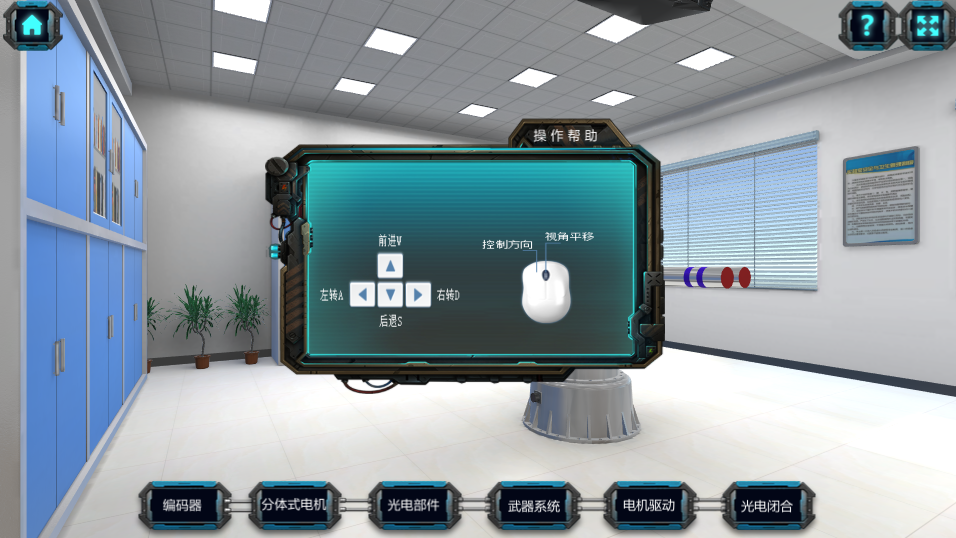 ?
操作帮助
前进W
控制方向
视角平移
左转A
右转D
后退S
编码器
分体式电机
光电部件
武器系统
电机驱动
光电闭合